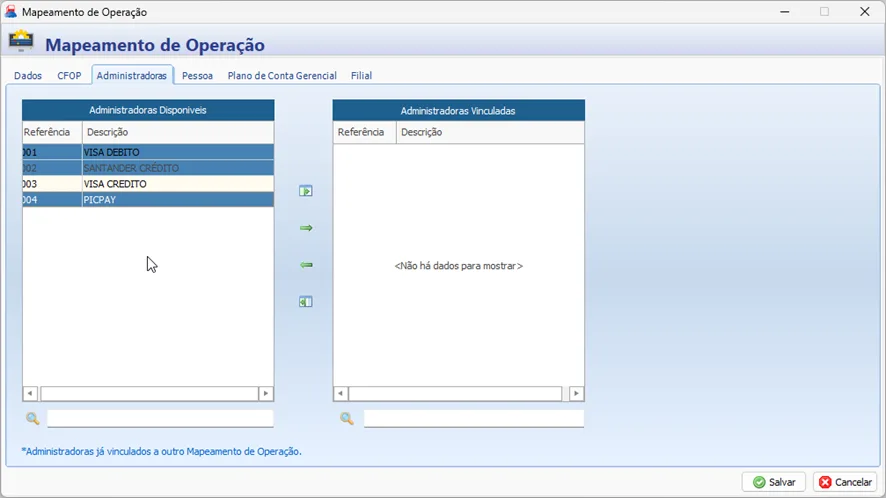 Mapeamento de Operação
Mapeamento de Operação
Dados CFOP Administradoras Pessoa Plano de Conta Gerencial Filial
Administradoras Disponiveis
Referência Descrição
001 VISA DEBITO
002 SANTANDER CRÉDITO
003 VISA CREDITO
004 PICPAY
Administradoras Vinculadas
Referência Descrição
<Não há dados para mostrar>
*Administradoras já vinculados a outro Mapeamento de Operação.
Salvar Cancelar